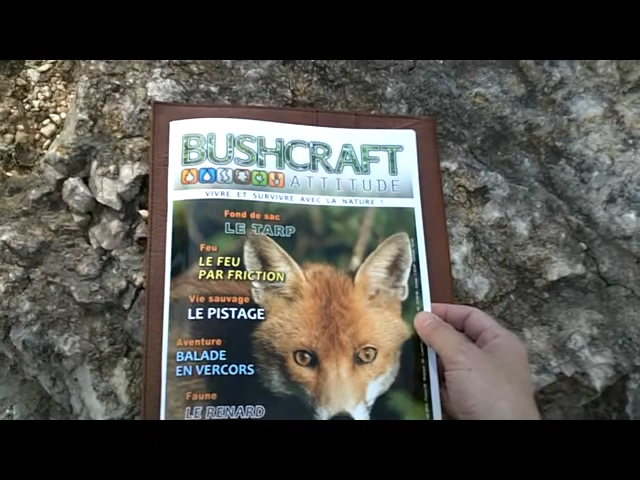 BUSHCRAFT
ATTITUDE
VIVRE ET SURVIVRE AVEC LA NATURE !
Fond de sac
LE TARP
Feu
LE FEU
PAR FRICTION
Vie sauvage
LE PISTAGE
Aventure
BALADE
EN VERCORS
Faune
LE RENARD